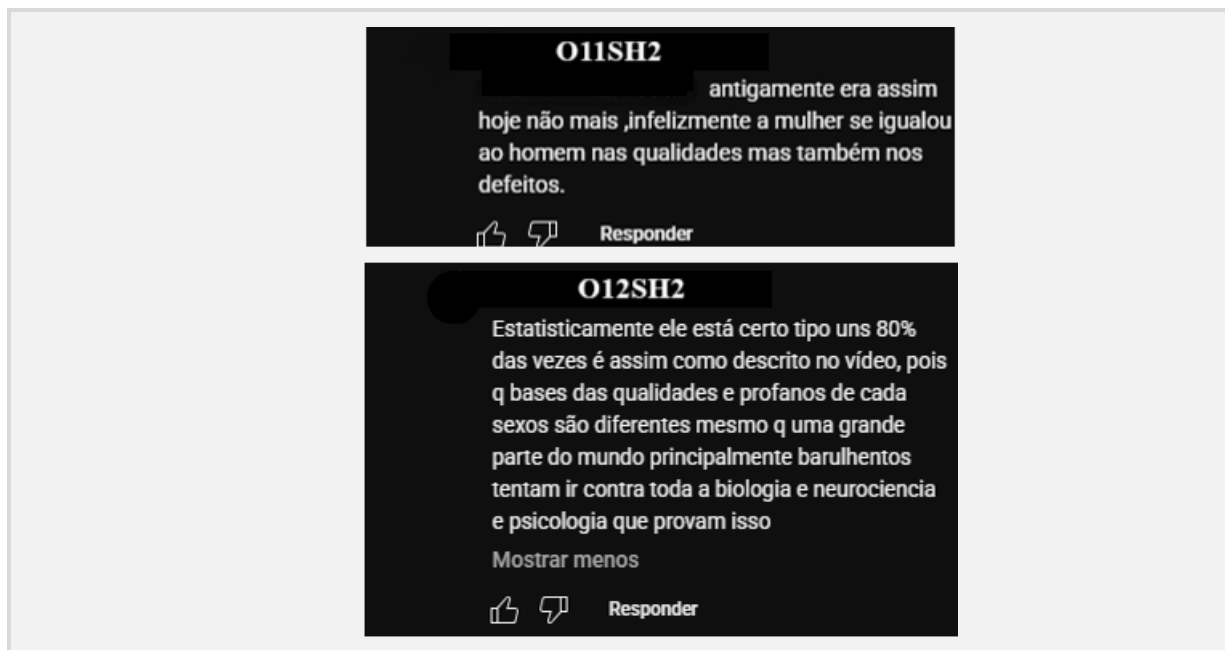 O11SH2
antigamente era assim
hoje não mais ,infelizmente a mulher se igualou
ao homem nas qualidades mas também nos
defeitos.
Responder
O12SH2
Estatisticamente ele está certo tipo uns 80%
das vezes é assim como descrito no vídeo, pois
q bases das qualidades e profanos de cada
sexos são diferentes mesmo q uma grande
parte do mundo principalmente barulhentos
tentam ir contra toda a biologia e neurociencia
e psicologia que provam isso
Mostrar menos
Responder